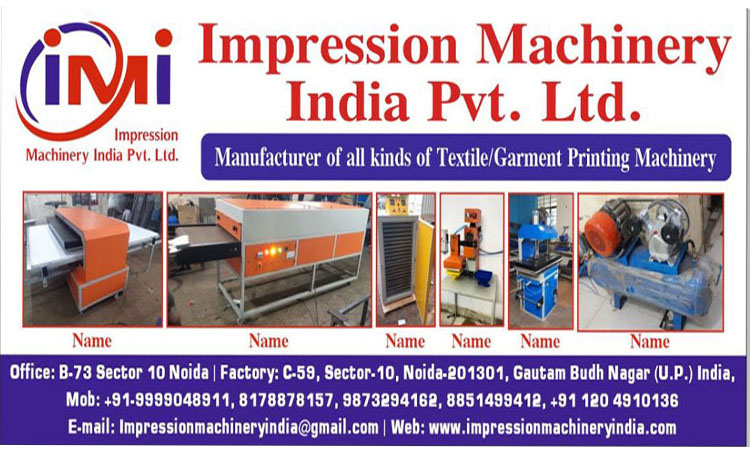 iMi
Impression
Machinery India Pvt. Ltd.
Impression Machinery
India Pvt. Ltd.
Manufacturer of all kinds of Textile/Garment Printing Machinery
Name
Name
Name
Name
Name
Name
Office: B-73 Sector 10 Noida | Factory: C-59, Sector-10, Noida-201301, Gautam Budh Nagar (U.P.) India,
Mob: +91-9999048911, 8178878157, 9873294162, 8851499412, +91 120 4910136
E-mail: Impressionmachineryindia@gmail.com | Web: www.impressionmachineryindia.com